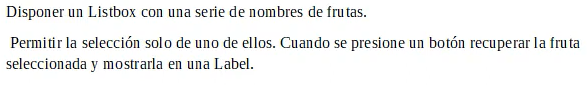 Disponer un Listbox con una serie de nombres de frutas.
Permitir la selección solo de uno de ellos. Cuando se presione un botón recuperar la fruta
seleccionada y mostrarla en una Label.